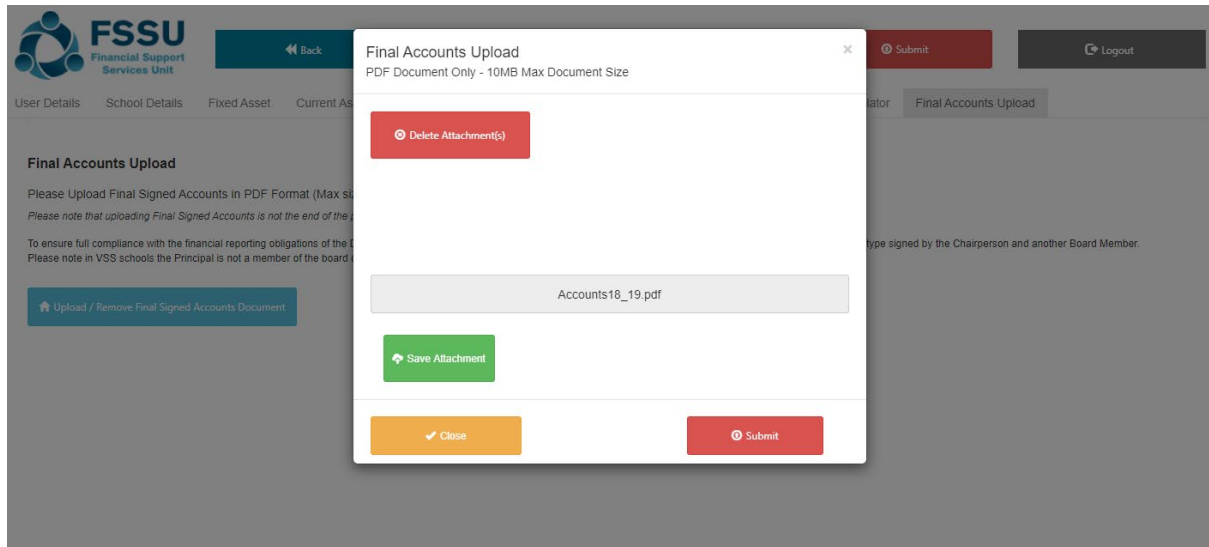 FSSU
Financial Support
Services Unit
Back
Submit
Logout
User Details School Details Fixed Asset Current As
lator Final Accounts Upload
Final Accounts Upload
Please Upload Final Signed Accounts in PDF Format (Max si
Please note that uploading Final Signed Accounts is not the end of the
To ensure full compliance with the financial reporting obligations of the
type signed by the Chairperson and another Board Member.
Please note in VSS schools the Principal is not a member of the board
Upload / Remove Final Signed Accounts Document
Final Accounts Upload
×
PDF Document Only - 10MB Max Document Size
Delete Attachment(s)
Accounts18_19.pdf
Save Attachment
Close
Submit